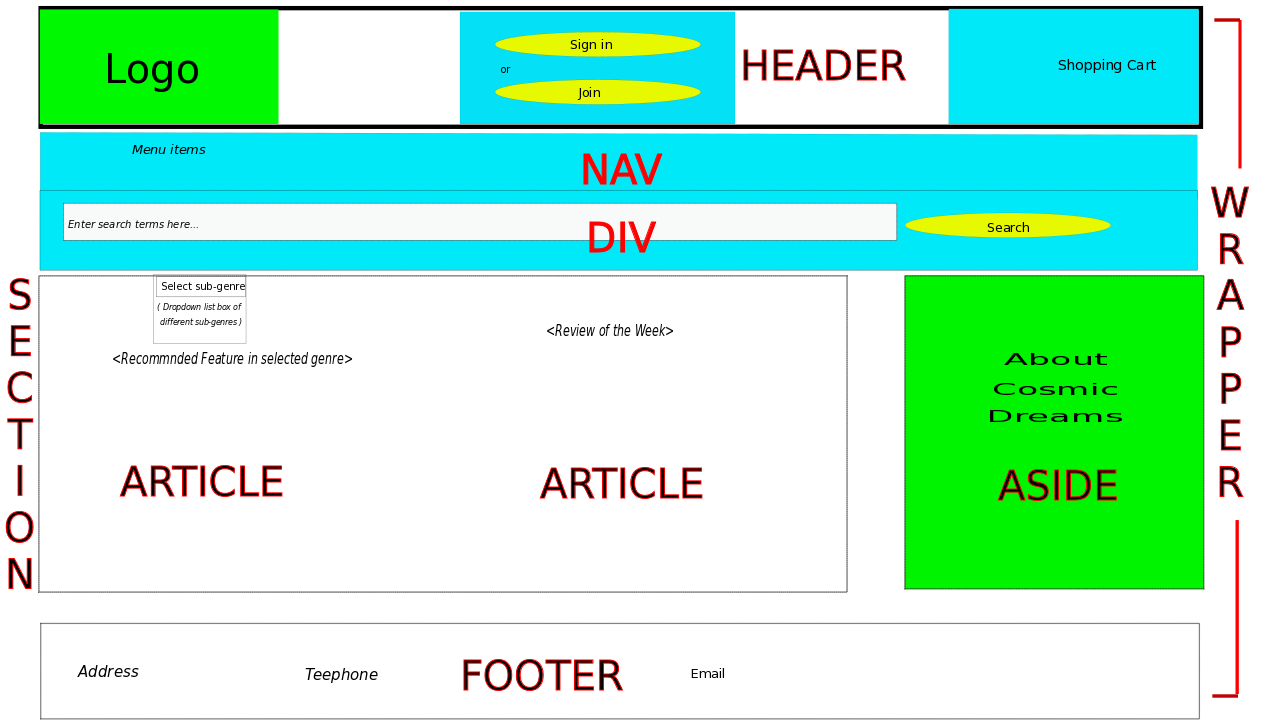 Logo
Sign in
or
Join
HEADER
Shopping Cart
Menu items
NAV
Enter search terms here...
DIV
Search
WRAPPER
SECTION
Select sub-genre
( Dropdown list box of
different sub-genres )
<Recommnded Feature in selected genre>
<Review of the Week>
ARTICLE
ARTICLE
About
Cosmic
Dreams
ASIDE
Address
Teephone
FOOTER
Email